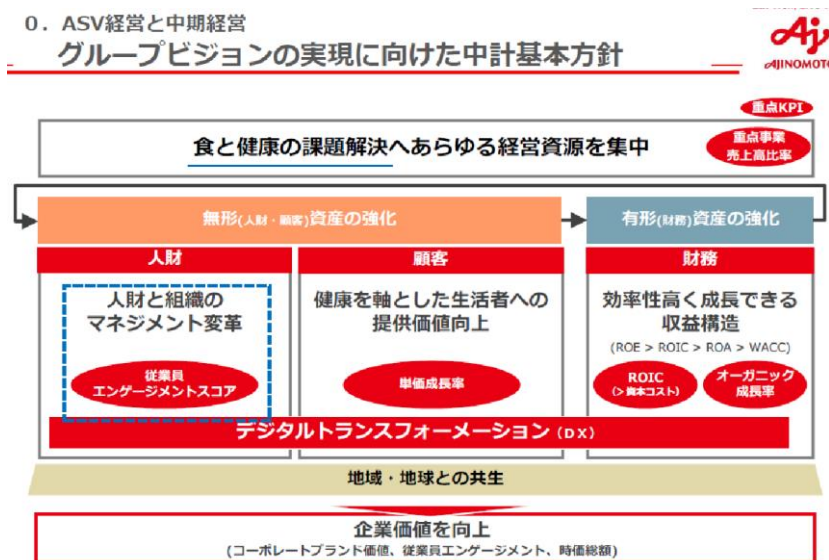 0．ASV経営と中期経営
グループビジョンの実現に向けた中計基本方針
Aj
AJINOMOTO
重点KPI
食と健康の課題解決へあらゆる経営資源を集中
重点事業
売上高比率
無形(人財・顧客)資産の強化
有形(財務)資産の強化
人財
顧客
財務
人財と組織の
マネジメント変革
健康を軸とした生活者への
提供価値向上
効率性高く成長できる
収益構造
(ROE > ROIC > ROA > WACC)
従業員
エンゲージメントスコア
単価成長率
ROIC
(>資本コスト)
オーガニック
成長率
デジタルトランスフォーメーション（DX）
地域・地球との共生
企業価値を向上
(コーポレートブランド価値、従業員エンゲージメント、時価総額)